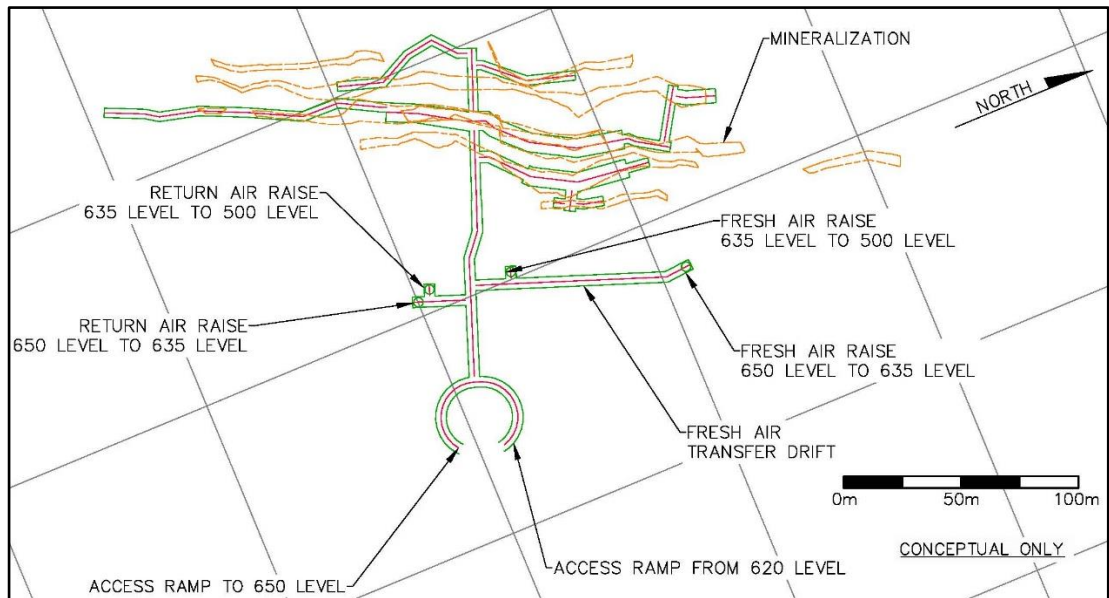 MINERALIZATION
NORTH
RETURN AIR RAISE
635 LEVEL TO 500 LEVEL
FRESH AIR RAISE
635 LEVEL TO 500 LEVEL
RETURN AIR RAISE
650 LEVEL TO 635 LEVEL
FRESH AIR RAISE
650 LEVEL TO 635 LEVEL
FRESH AIR
TRANSFER DRIFT
0m 50m 100m
CONCEPTUAL ONLY
ACCESS RAMP FROM 620 LEVEL
ACCESS RAMP TO 650 LEVEL